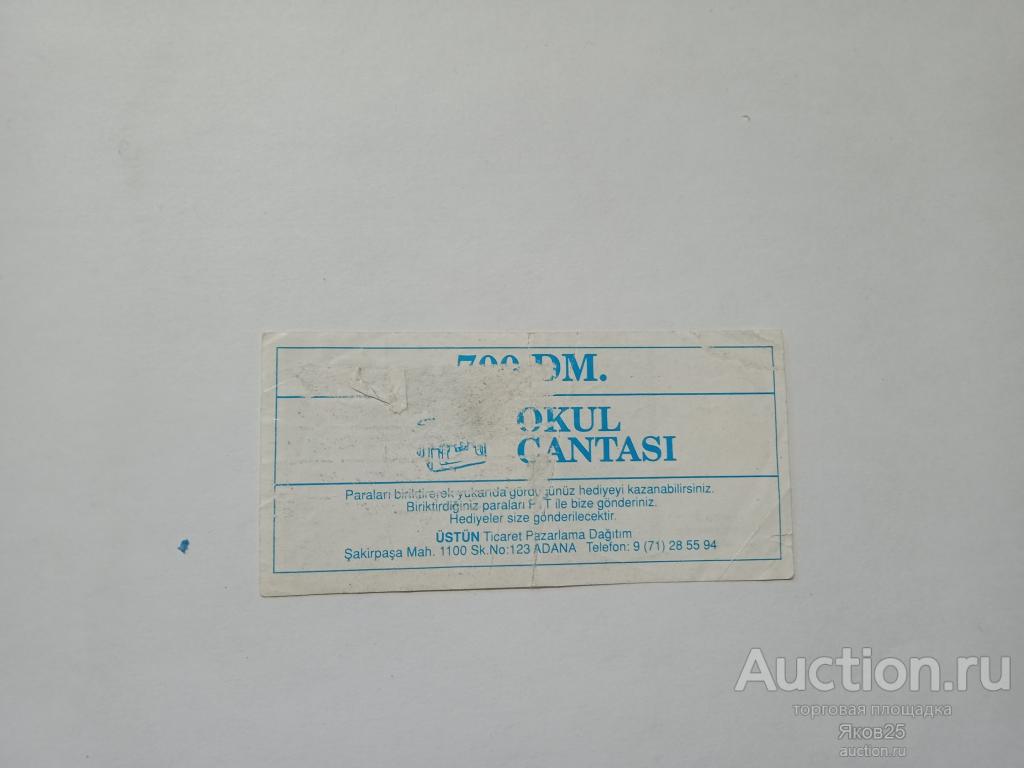 700 DM.
OKUL
ÇANTASI
Paraları biriktirerek yukarıda gördüğünüz hediyeyi kazanabilirsiniz.
Biriktirdiğiniz paraları PTT ile bize gönderiniz.
Hediyeler size gönderilecektir.
ÜSTÜN Ticaret Pazarlama Dağıtım
Şakirpaşa Mah. 1100 Sk.No:123 ADANA Telefon: 9 (71) 28 55 94
Auction.ru
торговая площадка
Яков25
auction.ru